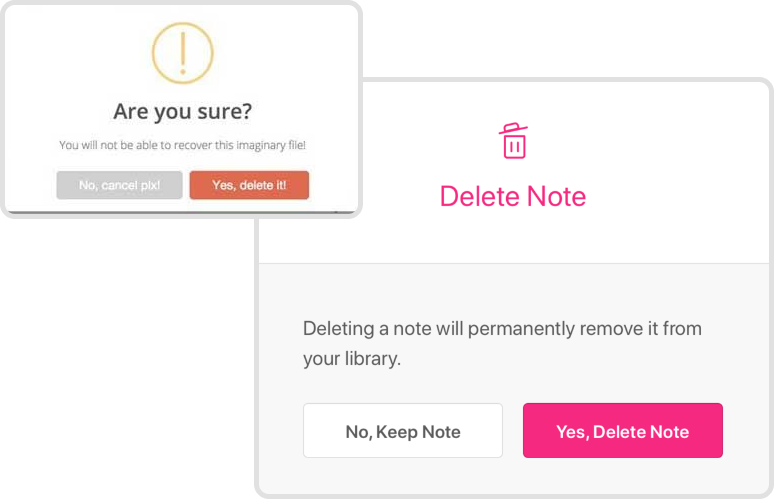 Are you sure?
You will not be able to recover this imaginary file!
No, cancel plx!
Yes, delete it!
Delete Note
Deleting a note will permanently remove it from
your library.
No, Keep Note
Yes, Delete Note